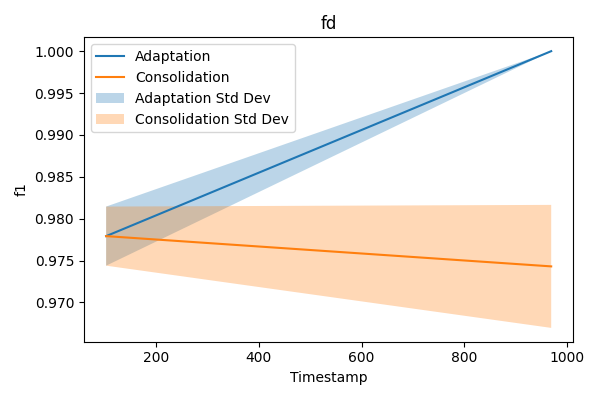 fd
1.000
0.995
0.990
0.985
0.980
0.975
0.970
f1
Adaptation
Consolidation
Adaptation Std Dev
Consolidation Std Dev
200
400
600
800
1000
Timestamp